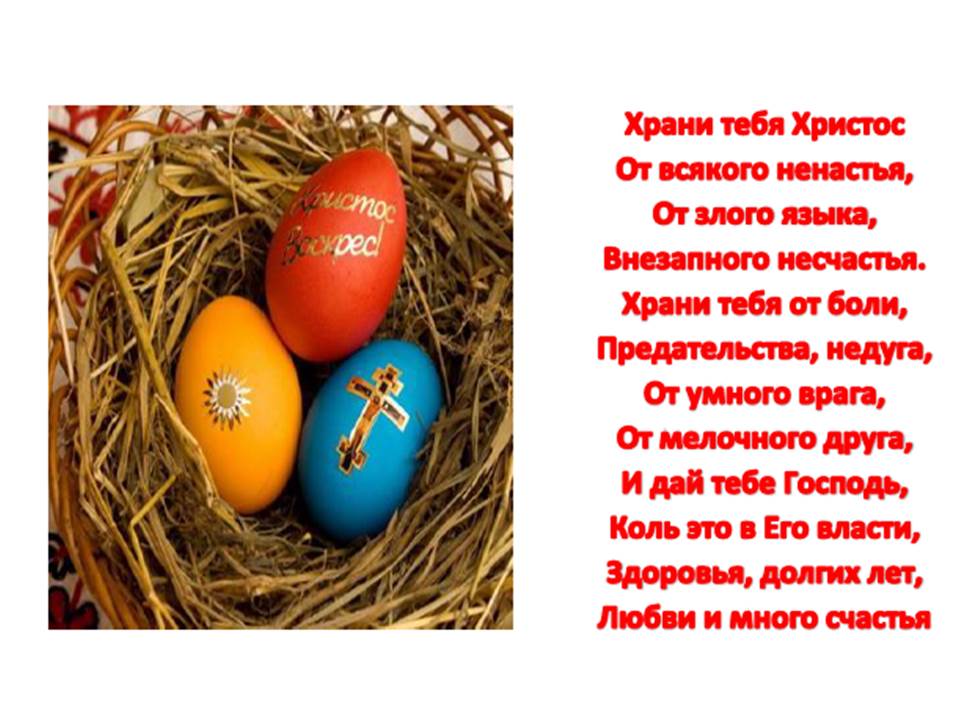 Христос
Воскрес!
Храни тебя Христос
От всякого ненастья,
От злого языка,
Внезапного несчастья.
Храни тебя от боли,
Предательства, недуга,
От умного врага,
От мелочного друга,
И дай тебе Господь,
Коль это в Его власти,
Здоровья, долгих лет,
Любви и много счастья